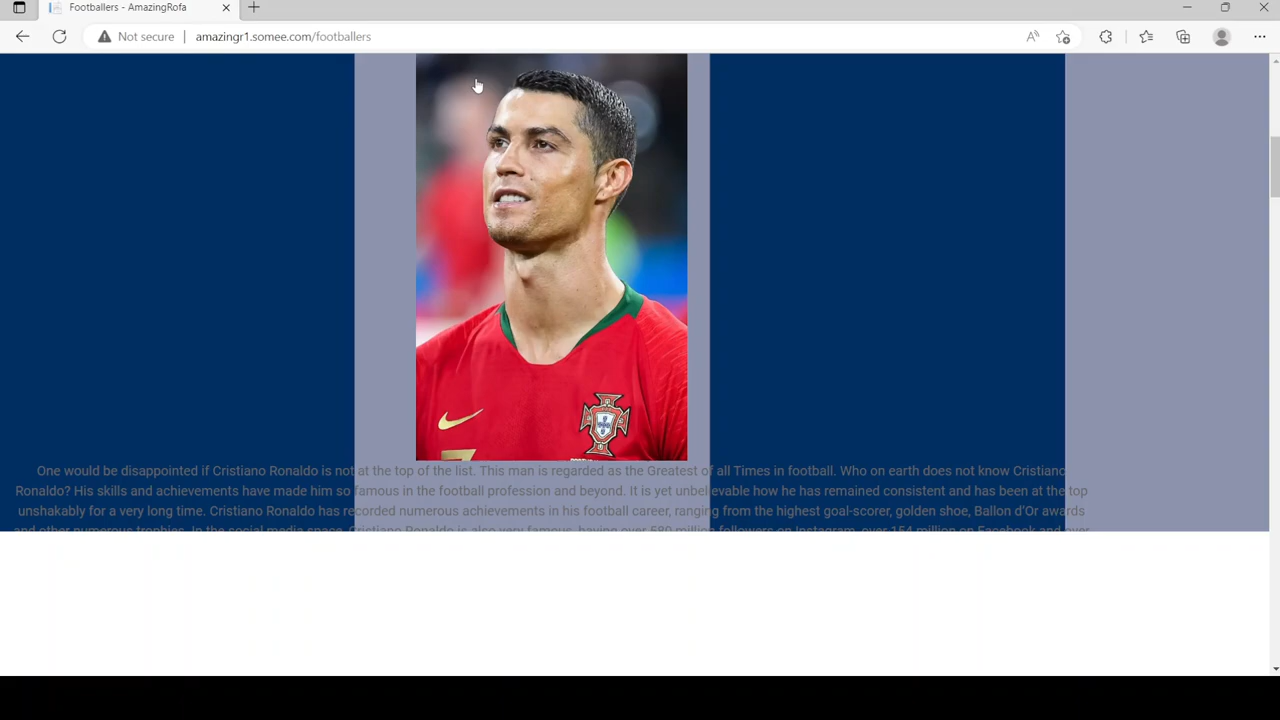 Footballers - AmazingRofa
Not secure
amazingr1.somee.com/footballers
One would be disappointed if Cristiano Ronaldo is not at the top of the list. This man is regarded as the Greatest of all Times in football. Who on earth does not know Cristiano
Ronaldo? His skills and achievements have made him so famous in the football profession and beyond. It is yet unbelievable how he has remained consistent and has been at the top
unshakably for a very long time. Cristiano Ronaldo has recorded numerous achievements in his football career, ranging from the highest goal-scorer, golden shoe, Ballon d'Or awards
and other numerous trophies. In the social media space, Cristiano Ronaldo is also very famous, having over 580 million followers on Instagram, over 154 million on Facebook and over